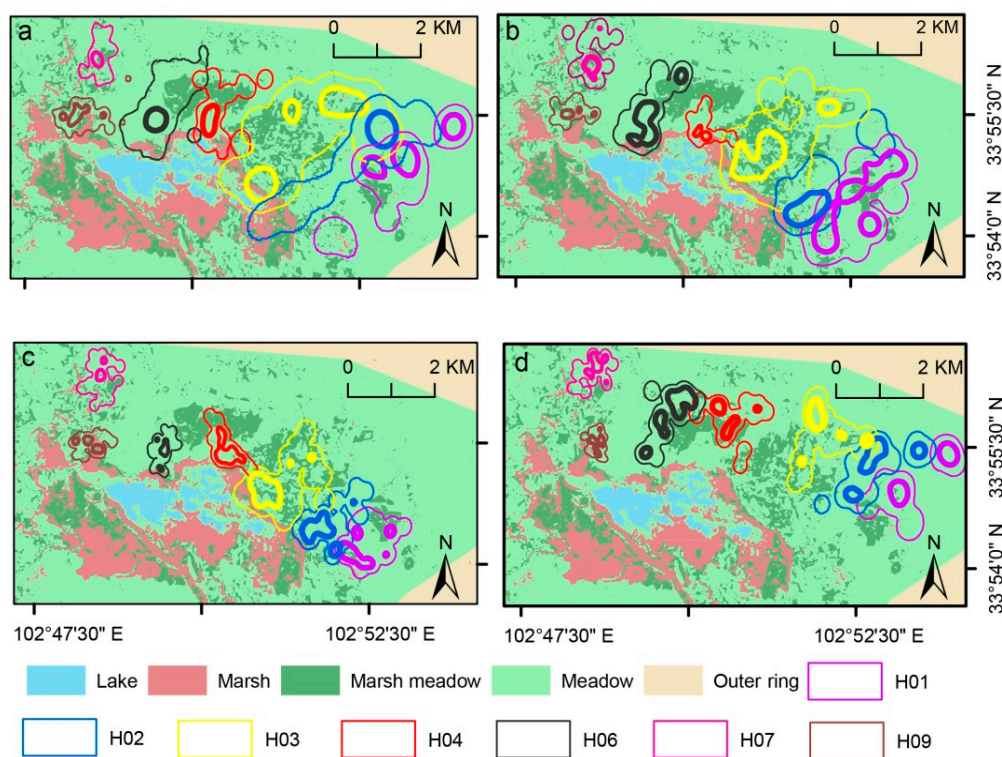 a
0 2 KM
N
b
0 2 KM
N
33°55'30" N
33°54'0" N
c
0 2 KM
N
d
0 2 KM
N
33°55'30" N
33°54'0" N
102°47'30" E
102°52'30" E
102°47'30" E
102°52'30" E
Lake
Marsh
Marsh meadow
Meadow
Outer ring
H01
H02
H03
H04
H06
H07
H09